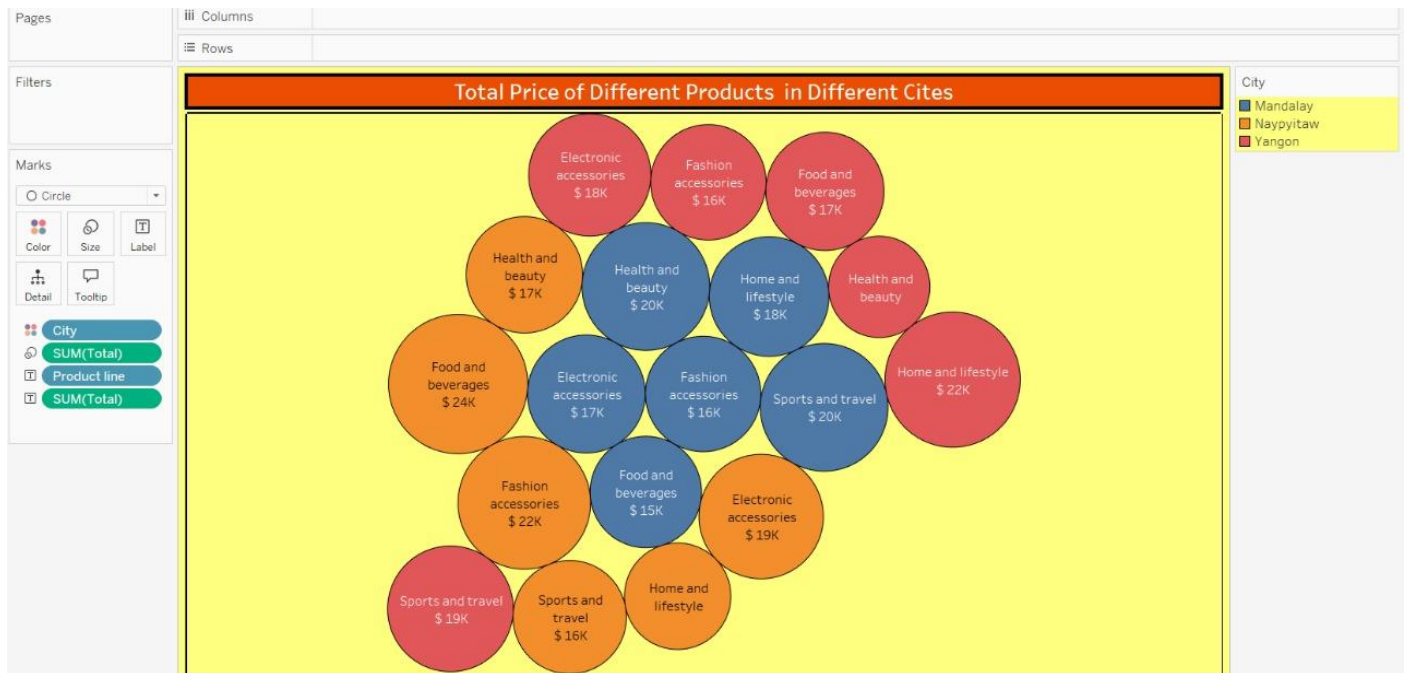 Pages
Columns
Rows
Filters
Total Price of Different Products in Different Cites
City
Mandalay
Naypyitaw
Yangon
Marks
Circle
Color
Size
Label
Detail
Tooltip
City
SUM(Total)
Product line
SUM(Total)
Electronic
accessories
$ 18K
Fashion
accessories
$ 16K
Food and
beverages
$ 17K
Health and
beauty
$ 17K
Health and
beauty
$ 20K
Home and
lifestyle
$ 18K
Health and
beauty
Food and
beverages
$ 24K
Electronic
accessories
$ 17K
Fashion
accessories
$ 16K
Sports and travel
$ 20K
Home and lifestyle
$ 22K
Fashion
accessories
$ 22K
Food and
beverages
$ 15K
Electronic
accessories
$ 19K
Sports and travel
$ 19K
Sports and
travel
$ 16K
Home and
lifestyle